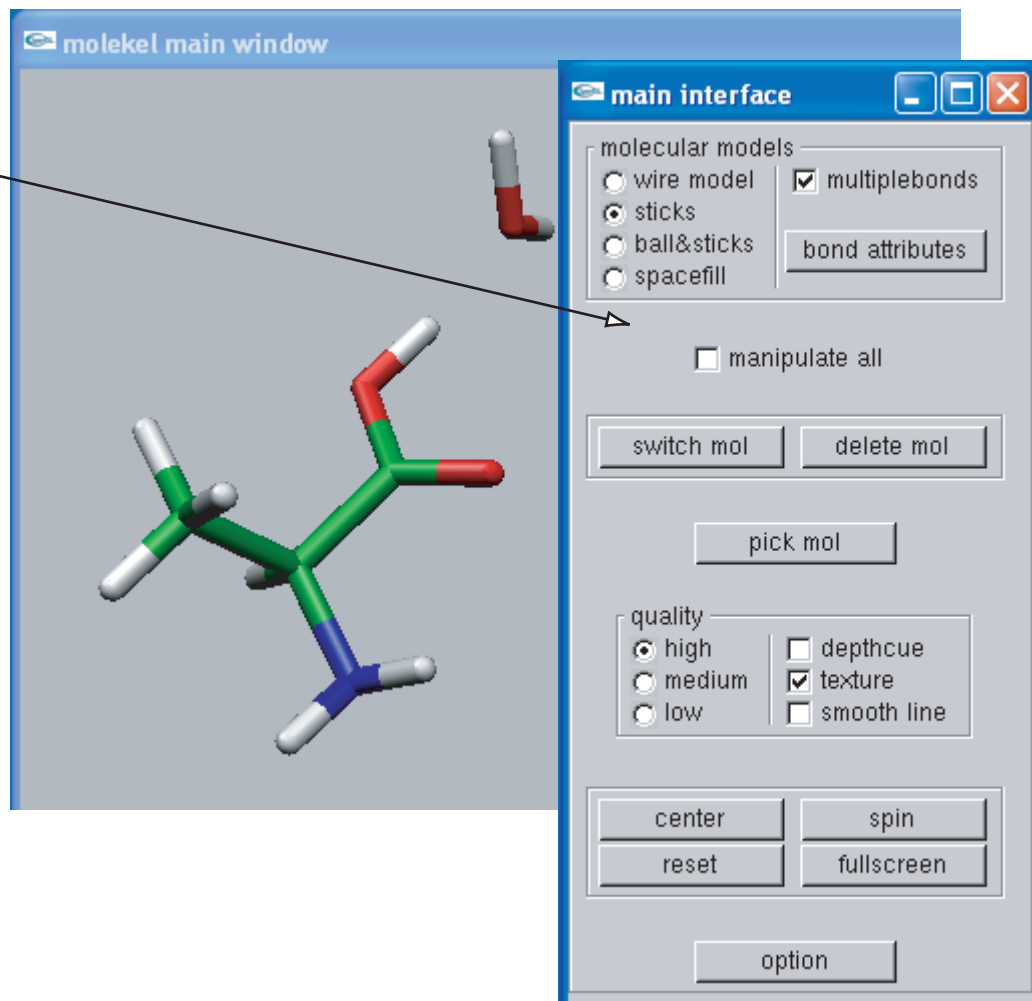 molekel main window
main interface
molecular models
wire model
multiplebonds
sticks
ball&sticks
bond attributes
spacefill
manipulate all
switch mol
delete mol
pick mol
quality
high
depthcue
medium
texture
low
smooth line
center
spin
reset
fullscreen
option